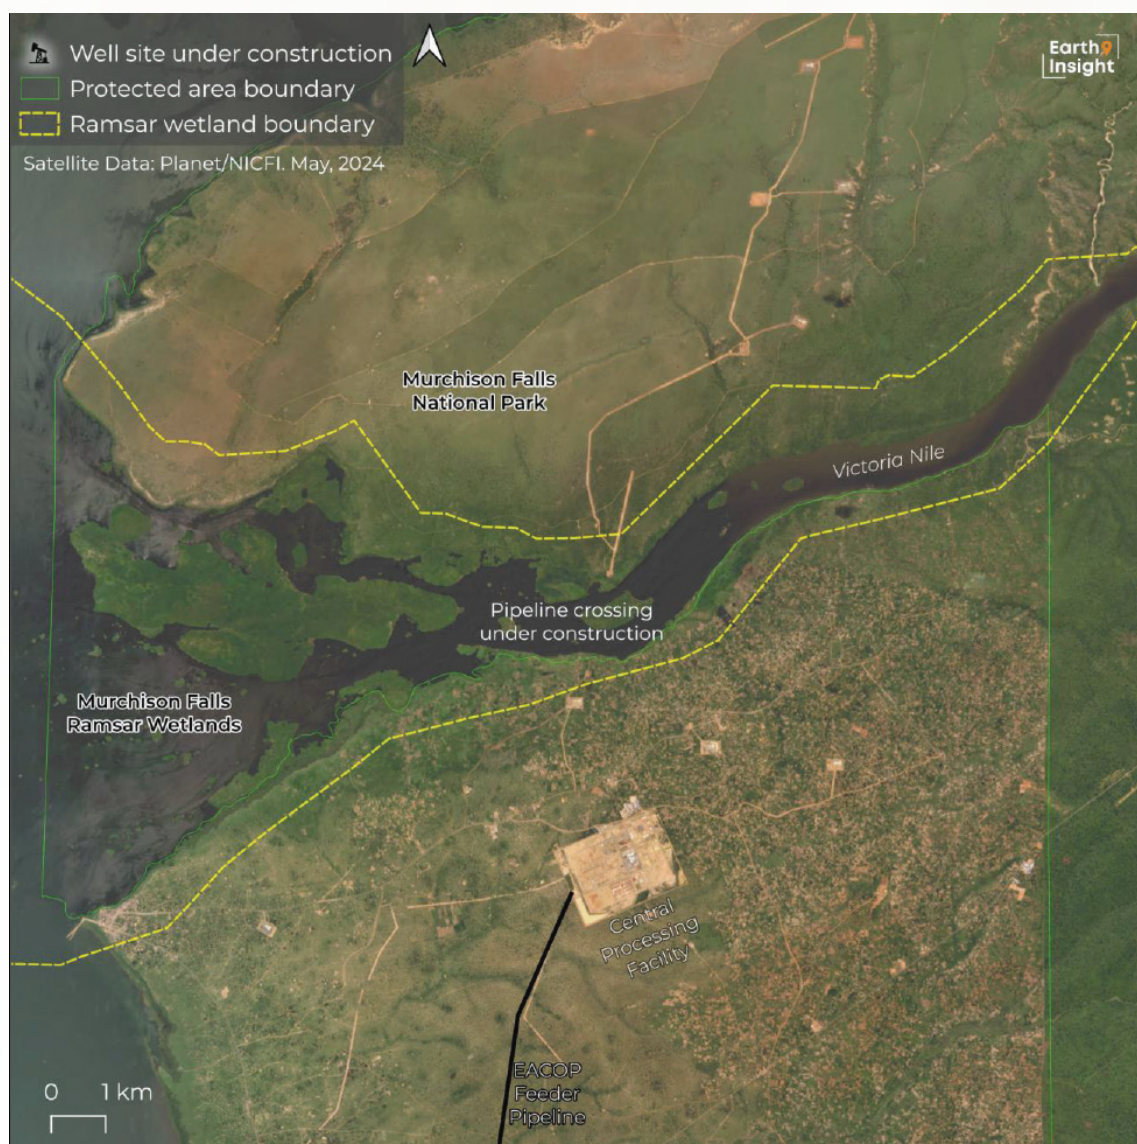 Well site under construction
Protected area boundary
Ramsar wetland boundary
Satellite Data: Planet/NICFI. May, 2024
Earth
Insight
Murchison Falls
National Park
Victoria Nile
Pipeline crossing
under construction
Murchison Falls
Ramsar Wetlands
Central
Processing
Facility
EACOP
Feeder
Pipeline
0 1 km